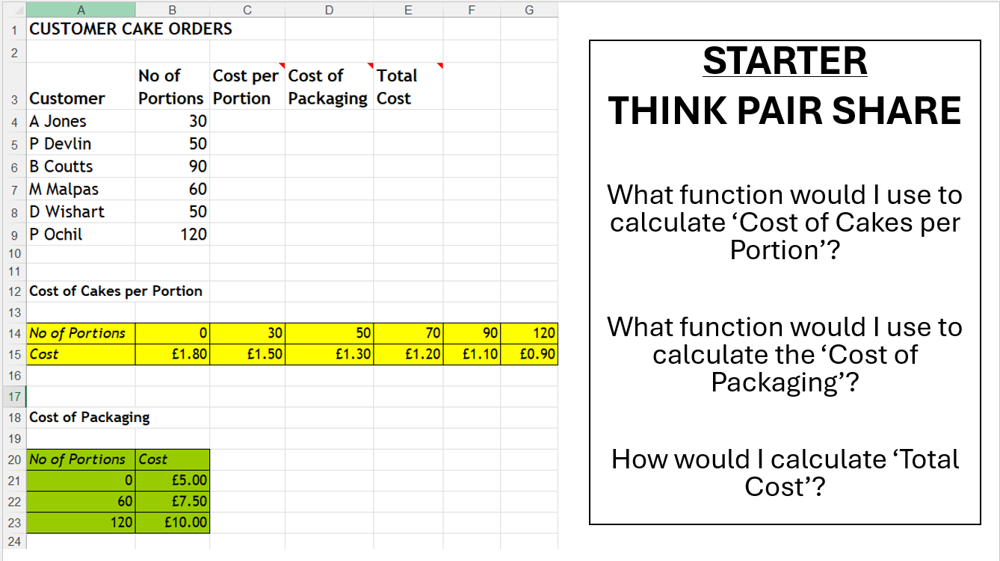 A B C D E F G
1 CUSTOMER CAKE ORDERS
2
No of Cost per Cost of Total
3 Customer Portions Portion Packaging Cost
4 A Jones 30
5 P Devlin 50
6 B Coutts 90
7 M Malpas 60
8 D Wishart 50
9 P Ochil 120
10
11
12 Cost of Cakes per Portion
13
14 No of Portions 0 30 50 70 90 120
15 Cost £1.80 £1.50 £1.30 £1.20 £1.10 £0.90
16
17
18 Cost of Packaging
19
20 No of Portions Cost
21 0 £5.00
22 60 £7.50
23 120 £10.00
24
STARTER
THINK PAIR SHARE
What function would I use to
calculate ‘Cost of Cakes per
Portion’?
What function would I use to
calculate the ‘Cost of
Packaging’?
How would I calculate ‘Total
Cost’?